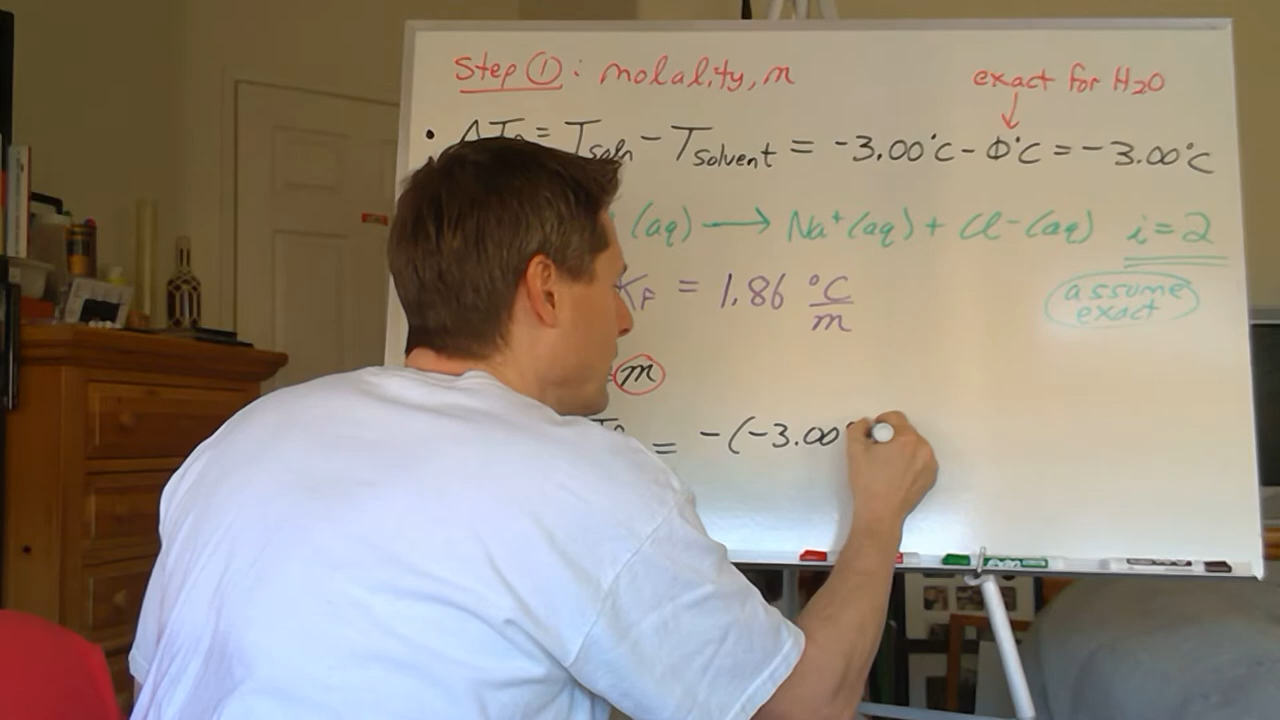 Step ①: molality, m
exact for H₂O
• ΔT = Tsoln - Tsolvent = -3.00°C - 0°C = -3.00°C
(aq) → Na⁺(aq) + Cl⁻(aq) i=2
assume
exact
KF = 1.86 °C/m
= m
= -(-3.00°